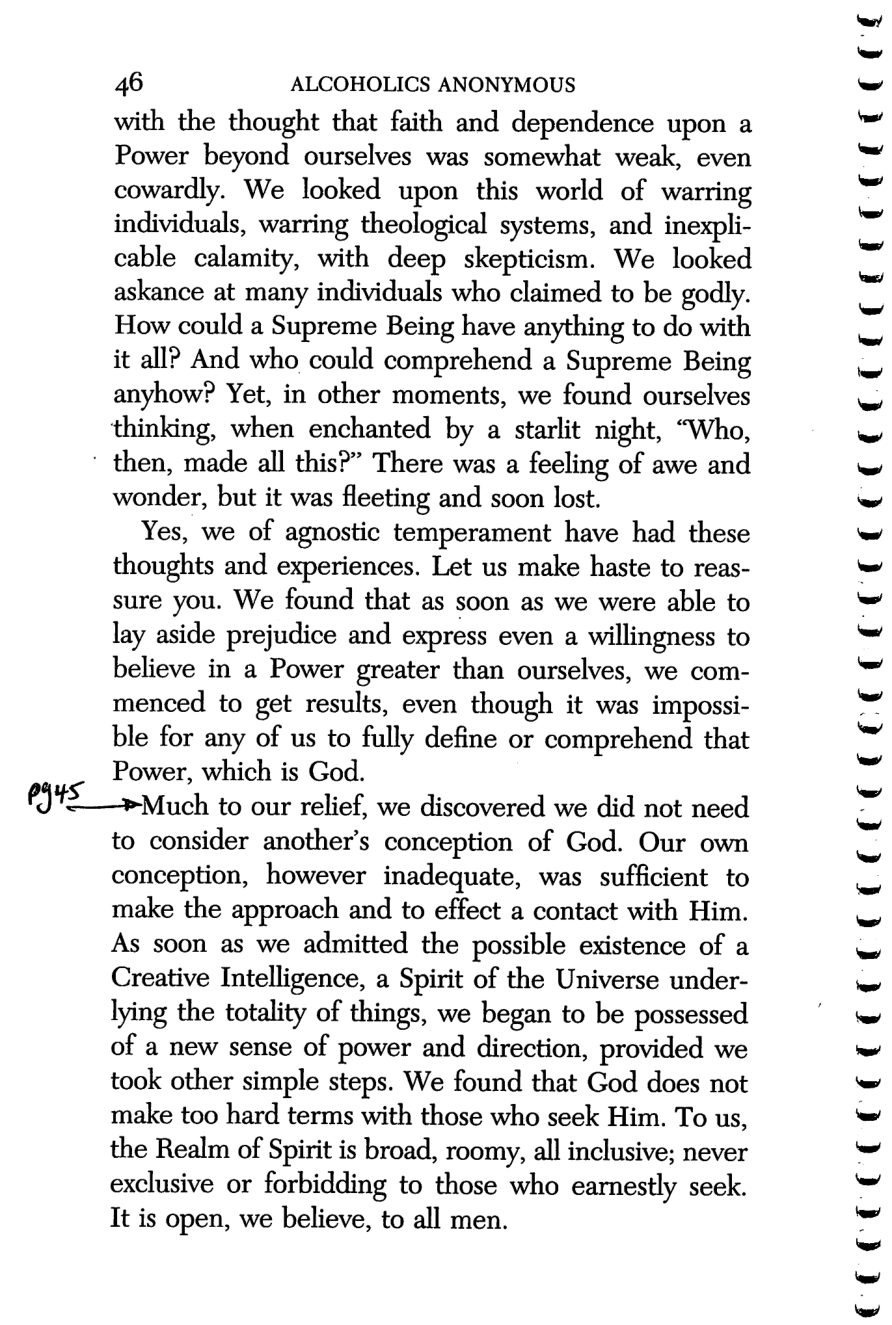 46 ALCOHOLICS ANONYMOUS
with the thought that faith and dependence upon a
Power beyond ourselves was somewhat weak, even
cowardly. We looked upon this world of warring
individuals, warring theological systems, and inexpli-
cable calamity, with deep skepticism. We looked
askance at many individuals who claimed to be godly.
How could a Supreme Being have anything to do with
it all? And who could comprehend a Supreme Being
anyhow? Yet, in other moments, we found ourselves
thinking, when enchanted by a starlit night, “Who,
then, made all this?” There was a feeling of awe and
wonder, but it was fleeting and soon lost.
Yes, we of agnostic temperament have had these
thoughts and experiences. Let us make haste to reas-
sure you. We found that as soon as we were able to
lay aside prejudice and express even a willingness to
believe in a Power greater than ourselves, we com-
menced to get results, even though it was impossi-
ble for any of us to fully define or comprehend that
Power, which is God.
pg45
Much to our relief, we discovered we did not need
to consider another’s conception of God. Our own
conception, however inadequate, was sufficient to
make the approach and to effect a contact with Him.
As soon as we admitted the possible existence of a
Creative Intelligence, a Spirit of the Universe under-
lying the totality of things, we began to be possessed
of a new sense of power and direction, provided we
took other simple steps. We found that God does not
make too hard terms with those who seek Him. To us,
the Realm of Spirit is broad, roomy, all inclusive; never
exclusive or forbidding to those who earnestly seek.
It is open, we believe, to all men.